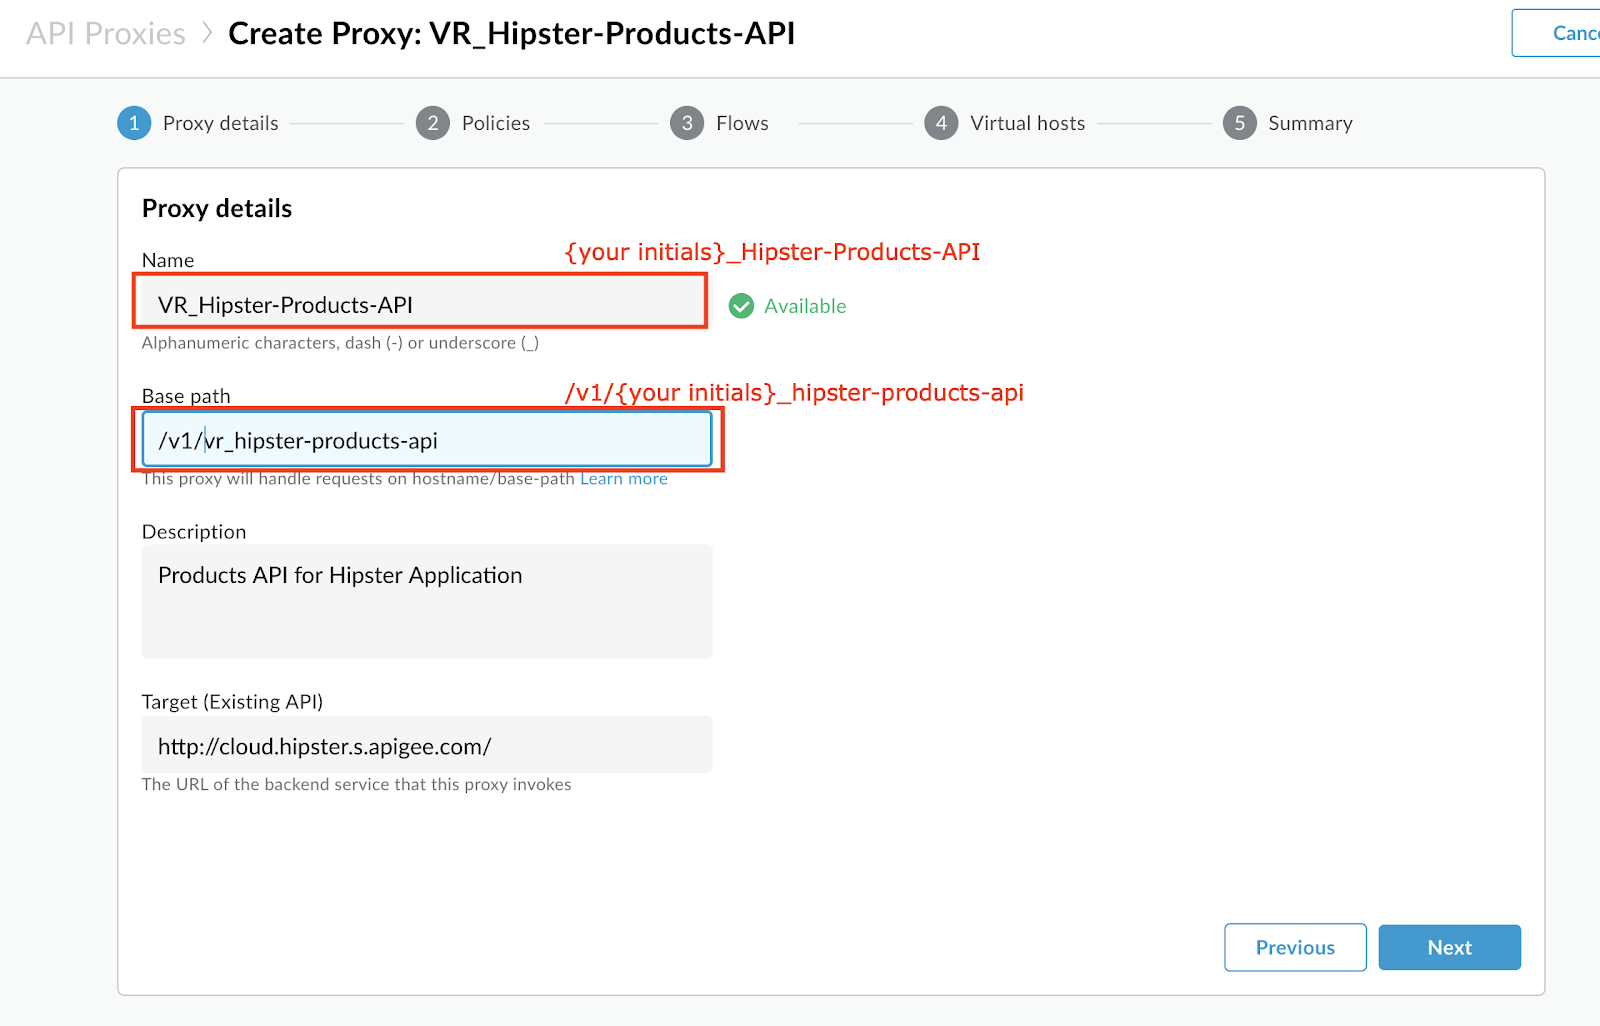 API Proxies > Create Proxy: VR_Hipster-Products-API
1 Proxy details
2 Policies
3 Flows
4 Virtual hosts
5 Summary
Proxy details
{your initials}_Hipster-Products-API
Name
VR_Hipster-Products-API
Available
Alphanumeric characters, dash (-) or underscore (_)
/v1/{your initials}_hipster-products-api
Base path
/v1/vr_hipster-products-api
This proxy will handle requests on hostname/base-path Learn more
Description
Products API for Hipster Application
Target (Existing API)
http://cloud.hipster.s.apigee.com/
The URL of the backend service that this proxy invokes
Previous
Next